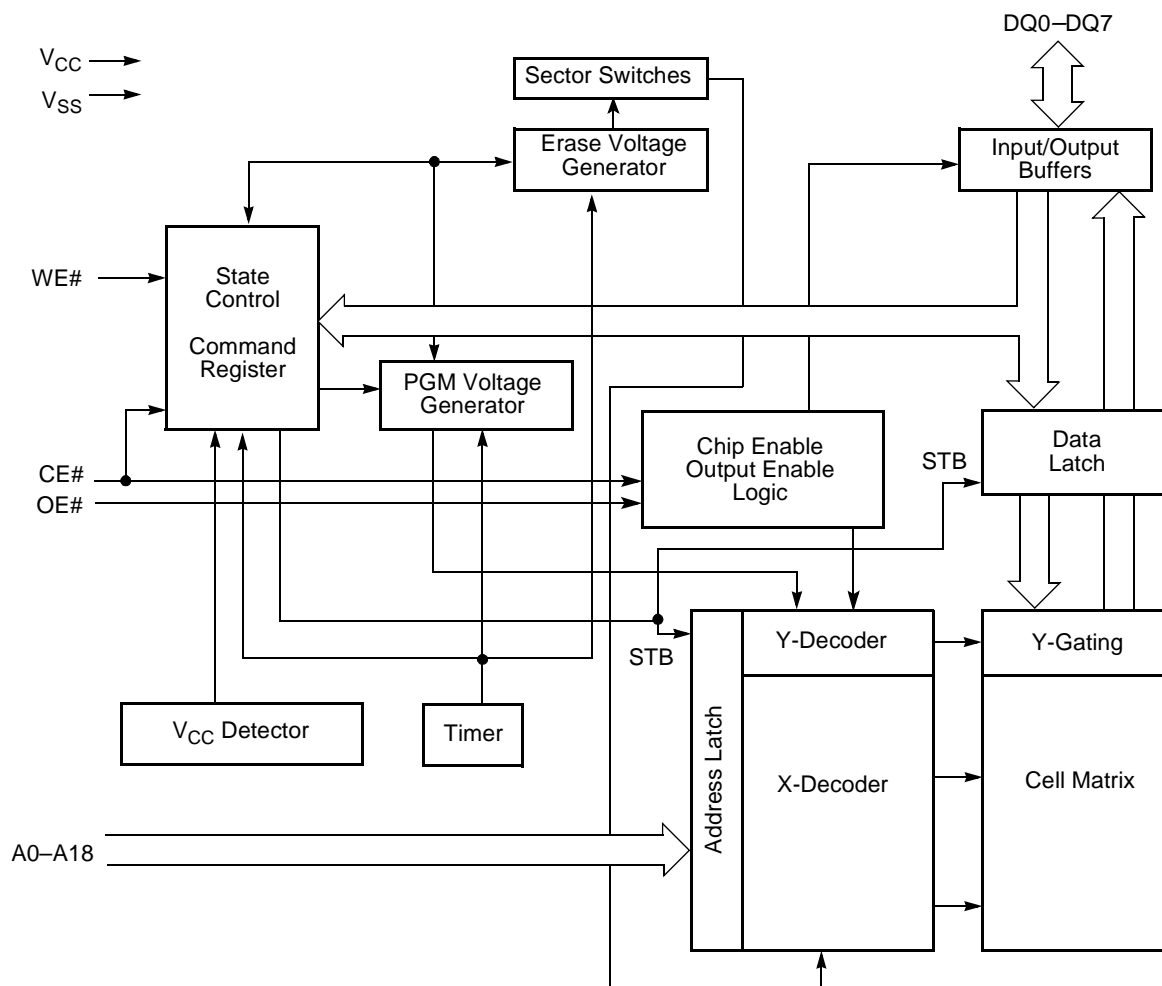 DQ0–DQ7
VCC
VSS
Sector Switches
Erase Voltage
Generator
Input/Output
Buffers
WE#
State
Control
Command
Register
PGM Voltage
Generator
Chip Enable
Output Enable
Logic
STB
Data
Latch
CE#
OE#
STB
Y-Decoder
Y-Gating
VCC Detector
Timer
Address Latch
X-Decoder
Cell Matrix
A0–A18